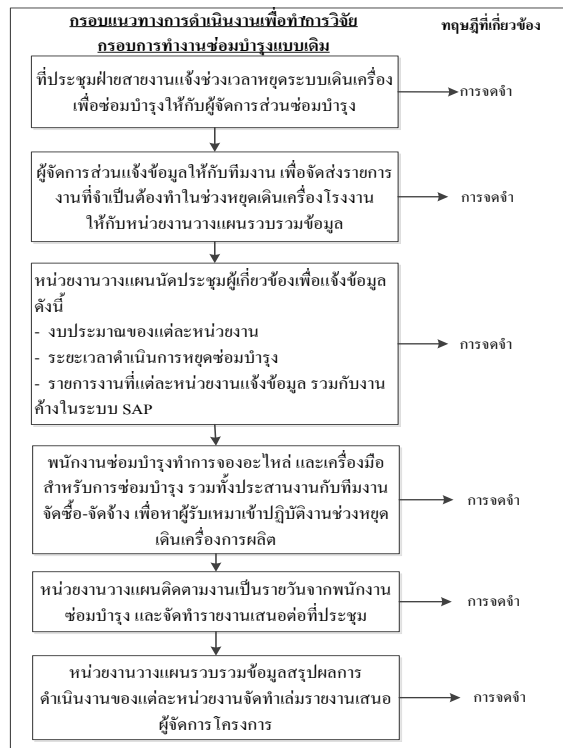 กรอบแนวทางการดำเนินงานเพื่อทำการวิจัย
ทฤษฎีที่เกี่ยวข้อง
กรอบการทำงานซ่อมบำรุงแบบเดิม
ที่ประชุมฝ่ายสายงานแจ้งช่วงเวลาหยุดระบบเดินเครื่อง
เพื่อซ่อมบำรุงให้กับผู้จัดการส่วนซ่อมบำรุง
การจดจำ
ผู้จัดการส่วนแจ้งข้อมูลให้กับทีมงาน เพื่อจัดส่งรายการ
งานที่จำเป็นต้องทำในช่วงหยุดเดินเครื่องโรงงาน
ให้กับหน่วยงานวางแผนรวบรวมข้อมูล
การจดจำ
หน่วยงานวางแผนนัดประชุมผู้เกี่ยวข้องเพื่อแจ้งข้อมูล
ดังนี้
- งบประมาณของแต่ละหน่วยงาน
- ระยะเวลาดำเนินการหยุดซ่อมบำรุง
- รายการงานที่แต่ละหน่วยงานแจ้งข้อมูล รวมกับงาน
ค้างในระบบ SAP
การจดจำ
พนักงานซ่อมบำรุงทำการจองอะไหล่ และเครื่องมือ
สำหรับการซ่อมบำรุง รวมทั้งประสานงานกับทีมงาน
จัดซื้อ-จัดจ้าง เพื่อหาผู้รับเหมาเข้าปฏิบัติงานช่วงหยุด
เดินเครื่องการผลิต
การจดจำ
หน่วยงานวางแผนติดตามงานเป็นรายวันจากพนักงาน
ซ่อมบำรุง และจัดทำรายงานเสนอต่อที่ประชุม
การจดจำ
หน่วยงานวางแผนรวบรวมข้อมูลสรุปผลการ
ดำเนินงานของแต่ละหน่วยงานจัดทำเล่มรายงานเสนอ
ผู้จัดการโครงการ
การจดจำ